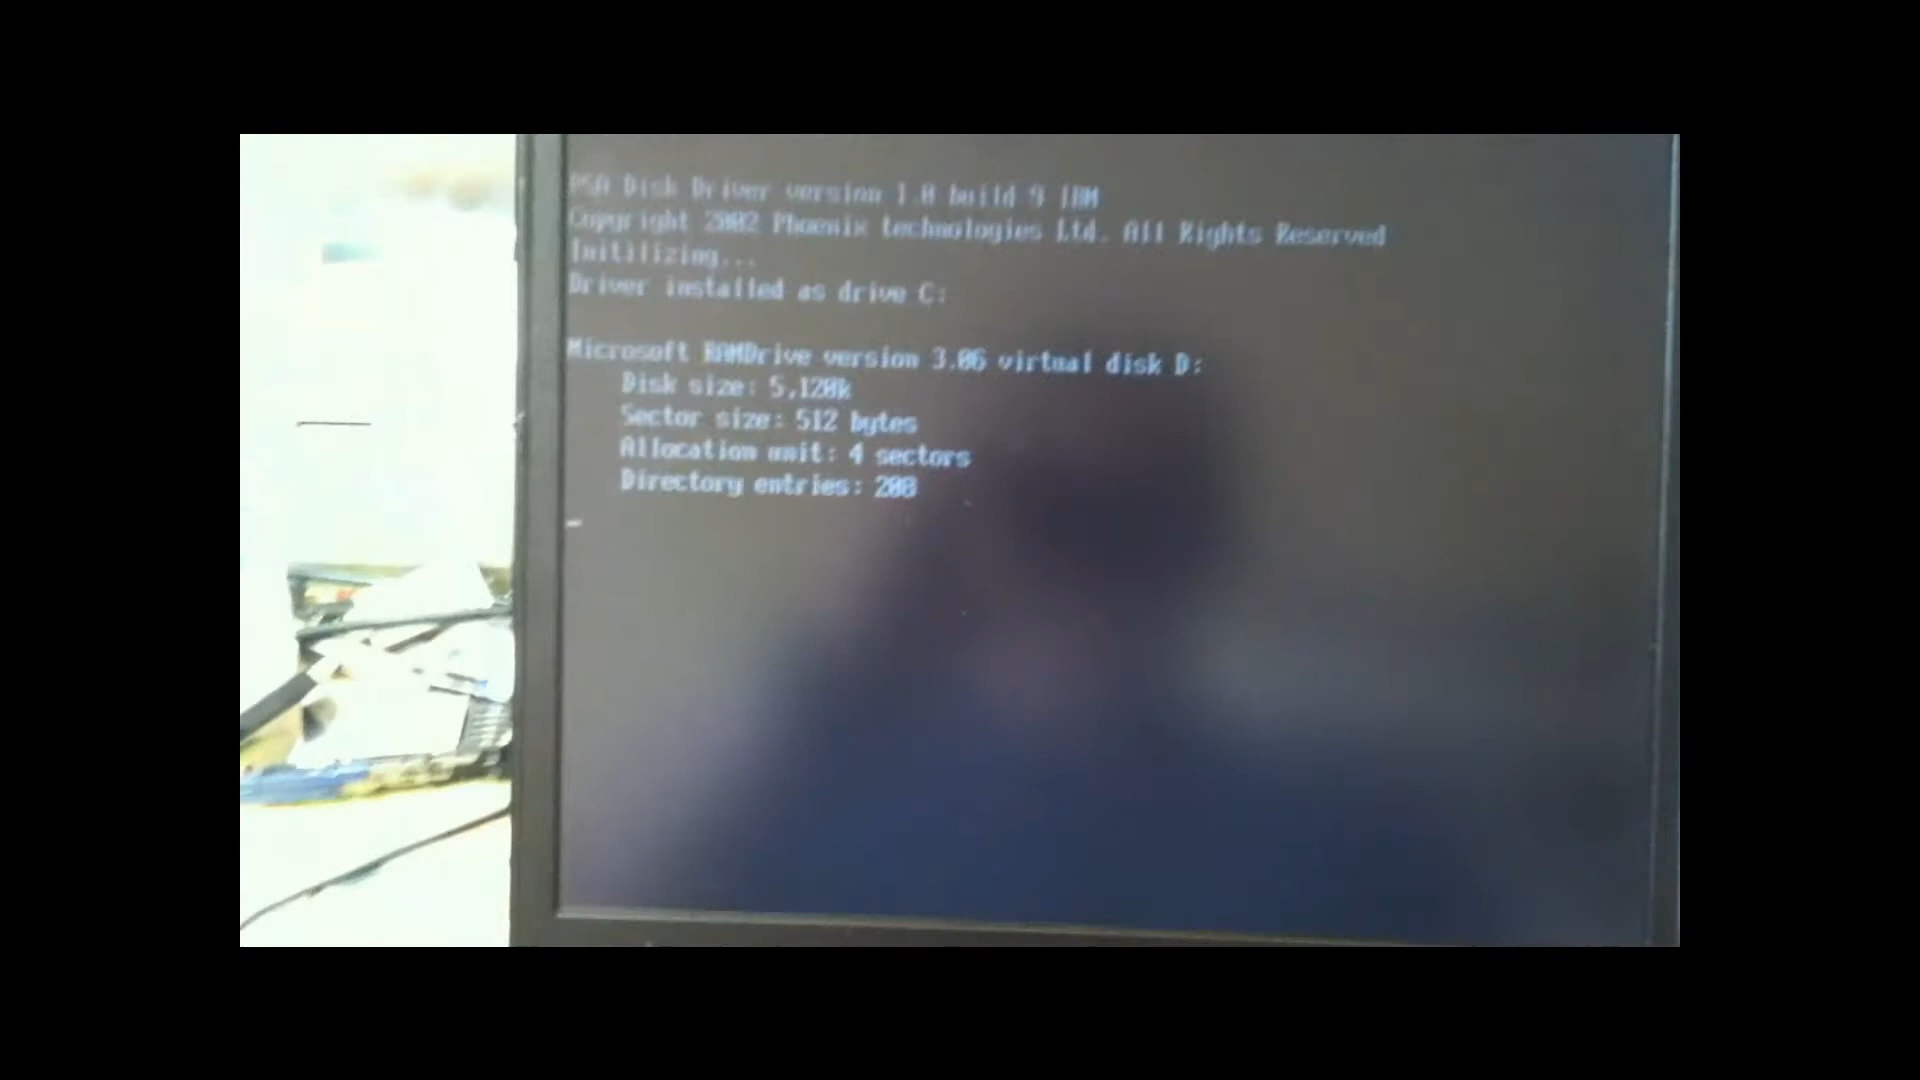 PSA Disk Driver version 1.0 build 9 IBM
Copyright 2002 Phoenix technologies Ltd. All Rights Reserved
Initilizing...
Driver installed as drive C:
Microsoft RAMDrive version 3.06 virtual disk D:
Disk size: 5,120k
Sector size: 512 bytes
Allocation unit: 4 sectors
Directory entries: 208